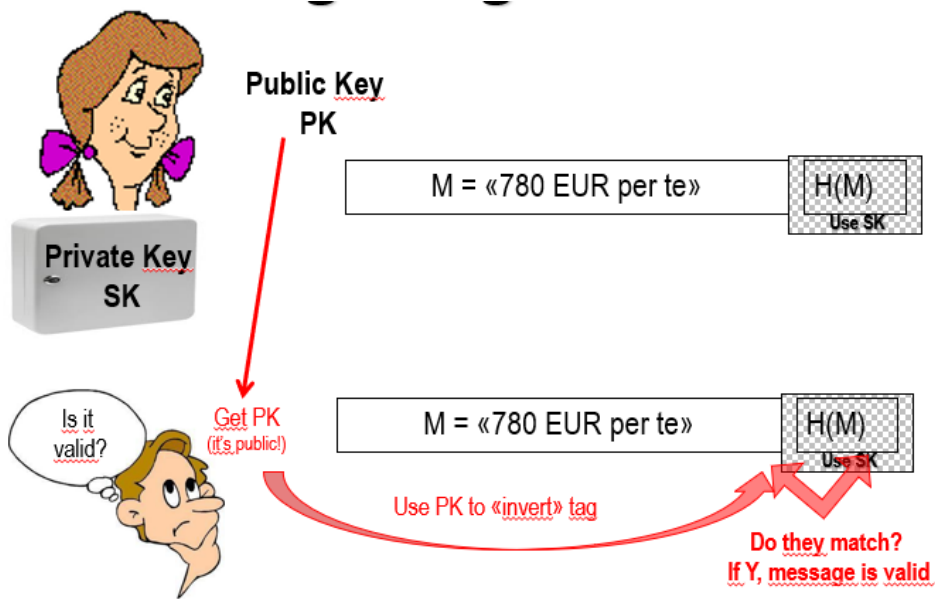 Public Key
PK
M = «780 EUR per te»
H(M)
Use SK
Private Key
SK
Is it
valid?
Get PK
(it's public!)
M = «780 EUR per te»
H(M)
Use SK
Use PK to «invert» tag
Do they match?
If Y, message is valid